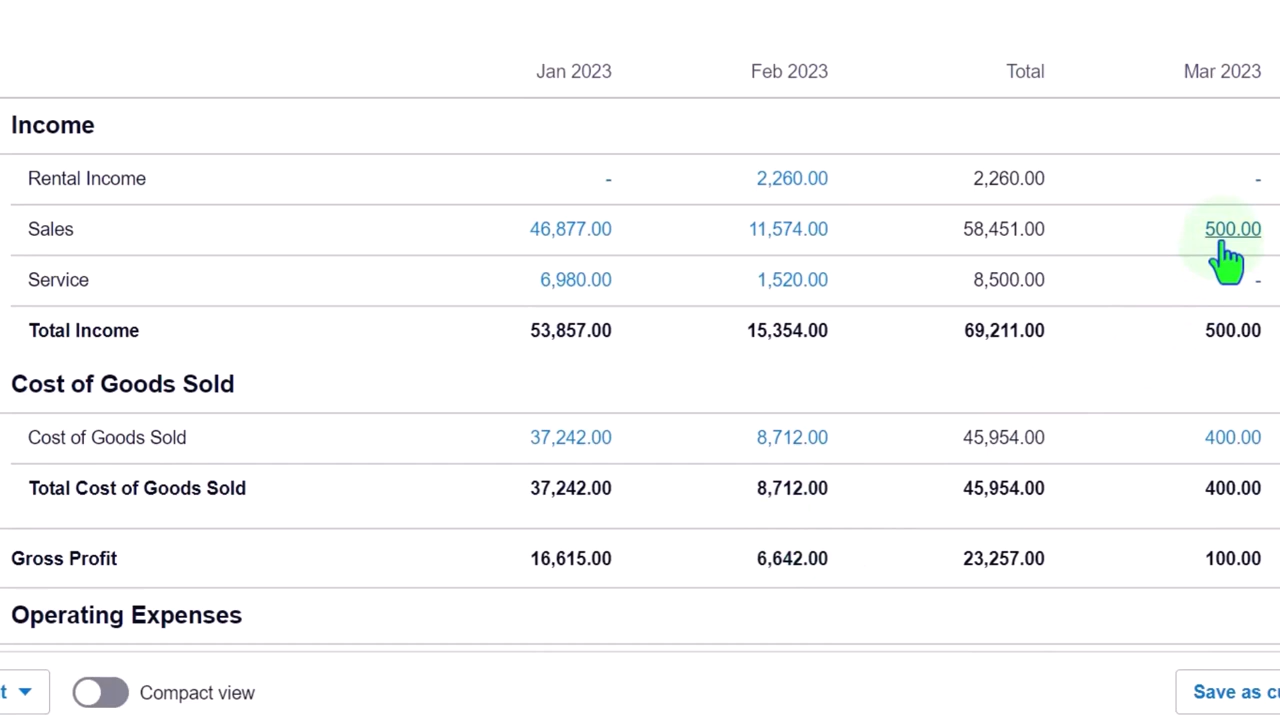 Jan 2023 Feb 2023 Total Mar 2023
Income
Rental Income - 2,260.00 2,260.00 -
Sales 46,877.00 11,574.00 58,451.00 500.00
Service 6,980.00 1,520.00 8,500.00 -
Total Income 53,857.00 15,354.00 69,211.00 500.00
Cost of Goods Sold
Cost of Goods Sold 37,242.00 8,712.00 45,954.00 400.00
Total Cost of Goods Sold 37,242.00 8,712.00 45,954.00 400.00
Gross Profit 16,615.00 6,642.00 23,257.00 100.00
Operating Expenses
t Compact view Save as cu